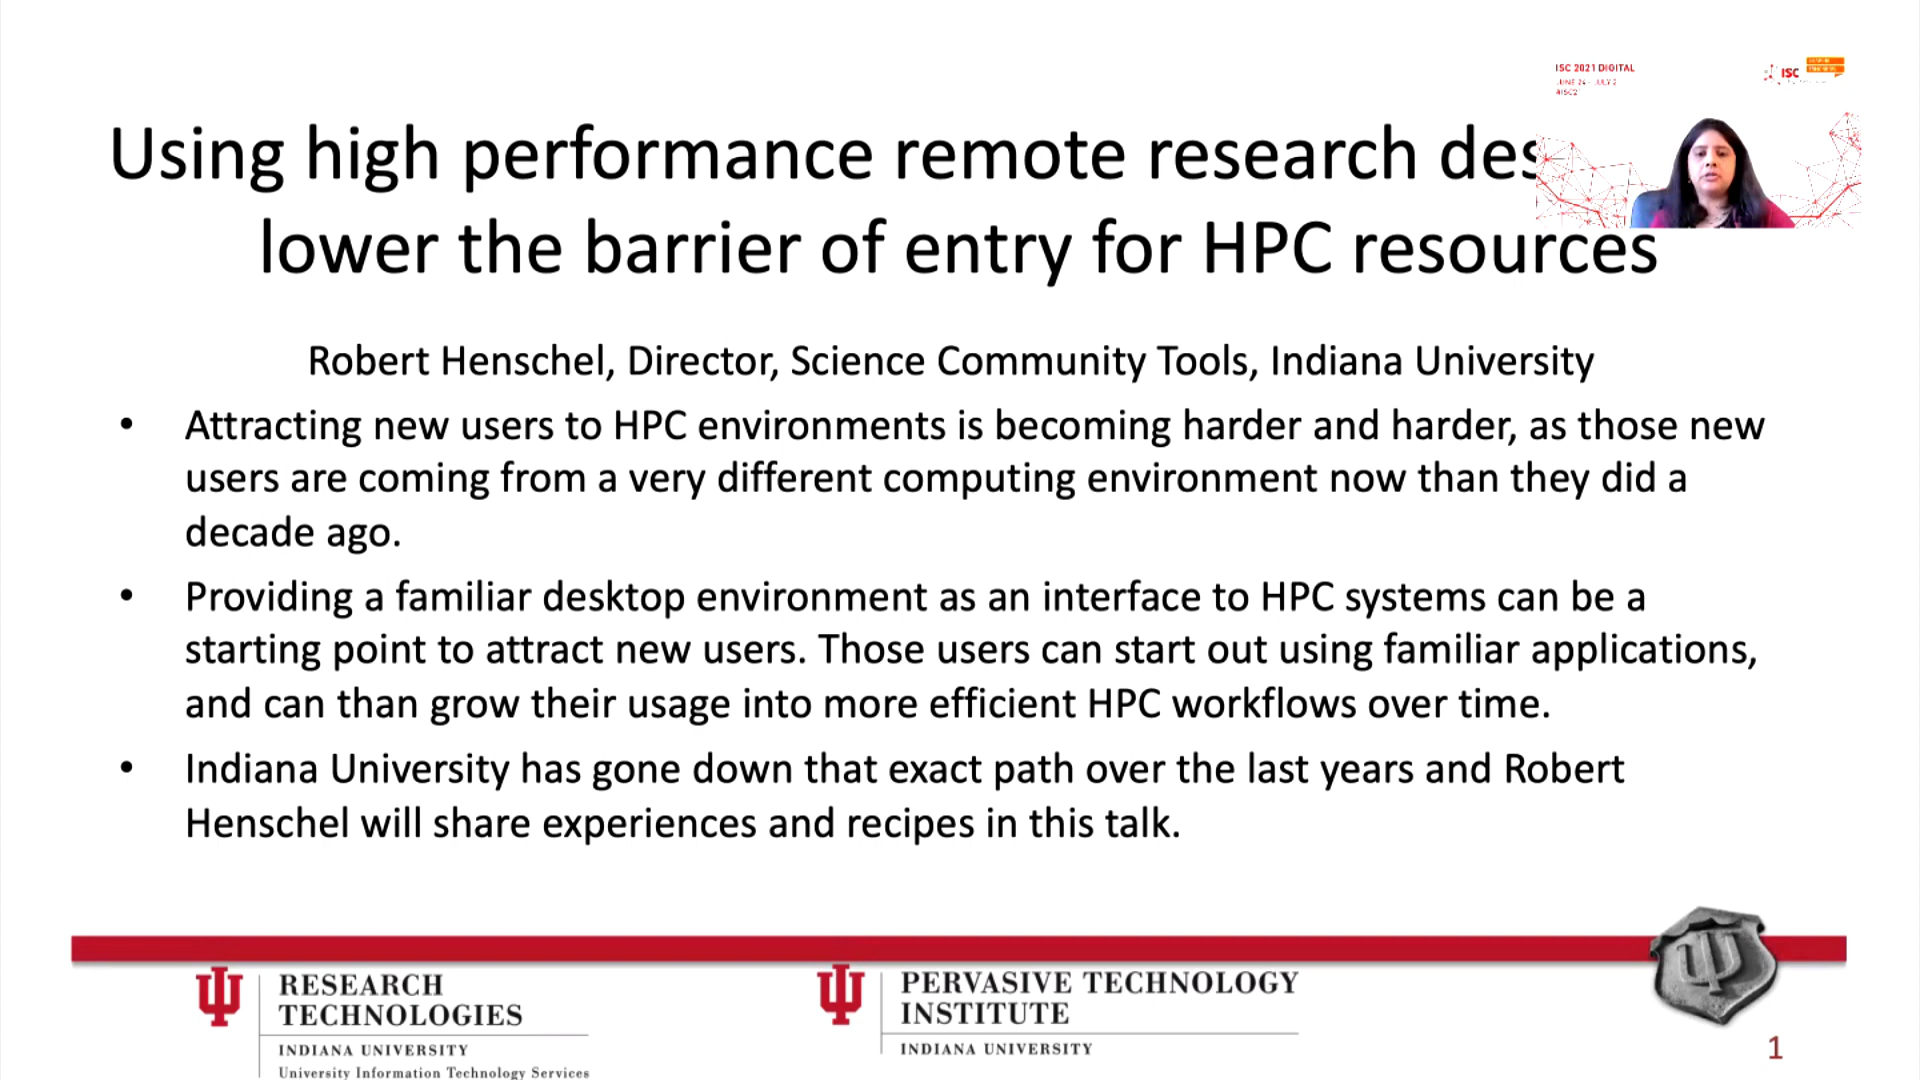 ISC 2021 DIGITAL
JUNE 24 - JULY 2
ISC
Using high performance remote research
lower the barrier of entry for HPC resources
Robert Henschel, Director, Science Community Tools, Indiana University
• Attracting new users to HPC environments is becoming harder and harder, as those new
users are coming from a very different computing environment now than they did a
decade ago.
• Providing a familiar desktop environment as an interface to HPC systems can be a
starting point to attract new users. Those users can start out using familiar applications,
and can than grow their usage into more efficient HPC workflows over time.
• Indiana University has gone down that exact path over the last years and Robert
Henschel will share experiences and recipes in this talk.
RESEARCH
TECHNOLOGIES
INDIANA UNIVERSITY
University Information Technology Services
PERVASIVE TECHNOLOGY
INSTITUTE
INDIANA UNIVERSITY
1